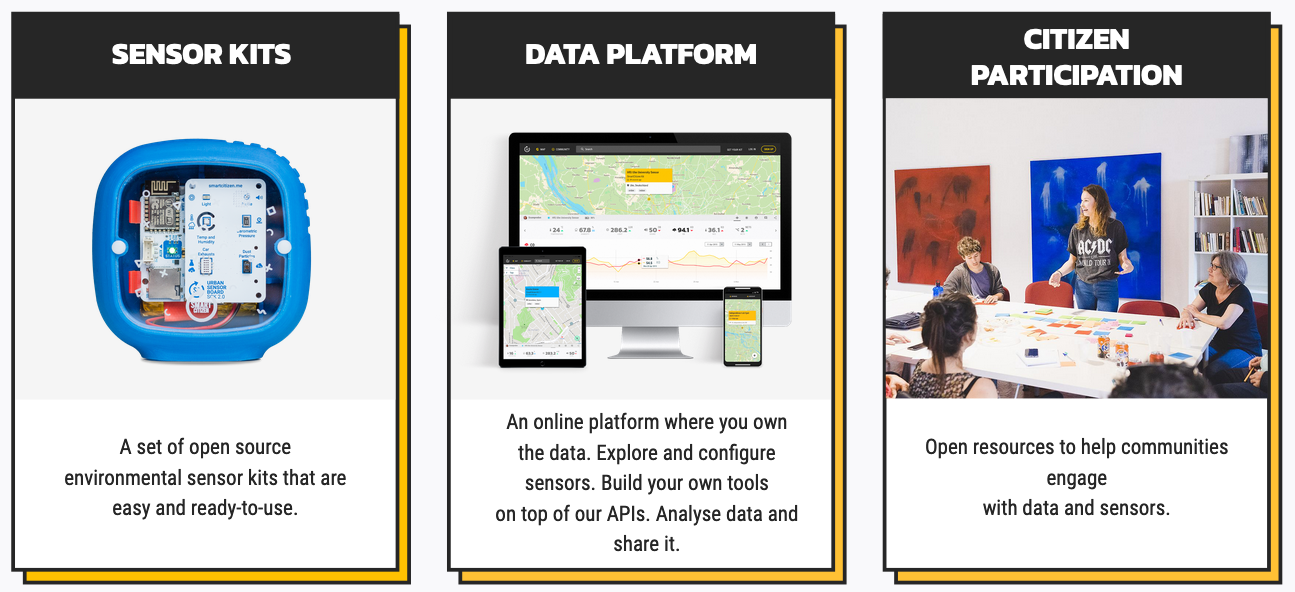 SENSOR KITS
smartcitizen.me
Light
Temp and
Humidity
Barometric
Pressure
Car
Exhausts
Dust
Particles
URBAN
SENSOR
BOARD
SCK 2.0
SMART
CITIZEN
A set of open source
environmental sensor kits that are
easy and ready-to-use.
DATA PLATFORM
An online platform where you own
the data. Explore and configure
sensors. Build your own tools
on top of our APIs. Analyse data and
share it.
CITIZEN
PARTICIPATION
AC DC
WORLD TOUR
Open resources to help communities
engage
with data and sensors.